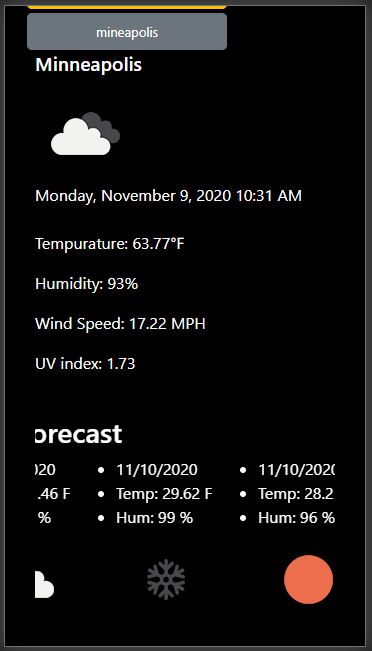 mineapolis
Minneapolis
Monday, November 9, 2020 10:31 AM
Tempurature: 63.77°F
Humidity: 93%
Wind Speed: 17.22 MPH
UV index: 1.73
orecast
020 • 11/10/2020 • 11/10/202
.46 F • Temp: 29.62 F • Temp: 28.2
% • Hum: 99 % • Hum: 96 %